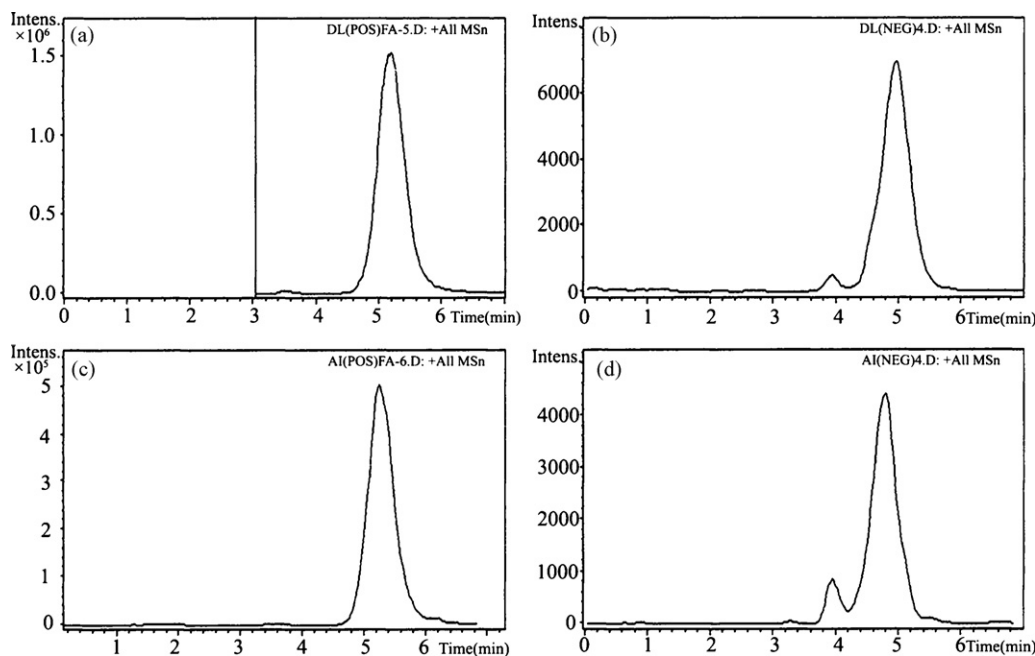 Intens.
×10⁶
(a)
DL(POS)FA-5.D: +All MSn
1.5
1.0
0.5
0.0
0 1 2 3 4 5 6 Time(min)
(b)
DL(NEG)4.D: +All MSn
Intens.
6000
4000
2000
0
0 1 2 3 4 5 6 Time(min)
Intens.
×10⁵
(c)
AI(POS)FA-6.D: +All MSn
5
4
3
2
1
0
1 2 3 4 5 6 Time(min)
Intens.
(d)
AI(NEG)4.D: +All MSn
4000
3000
2000
1000
0
0 1 2 3 4 5 6 Time(min)